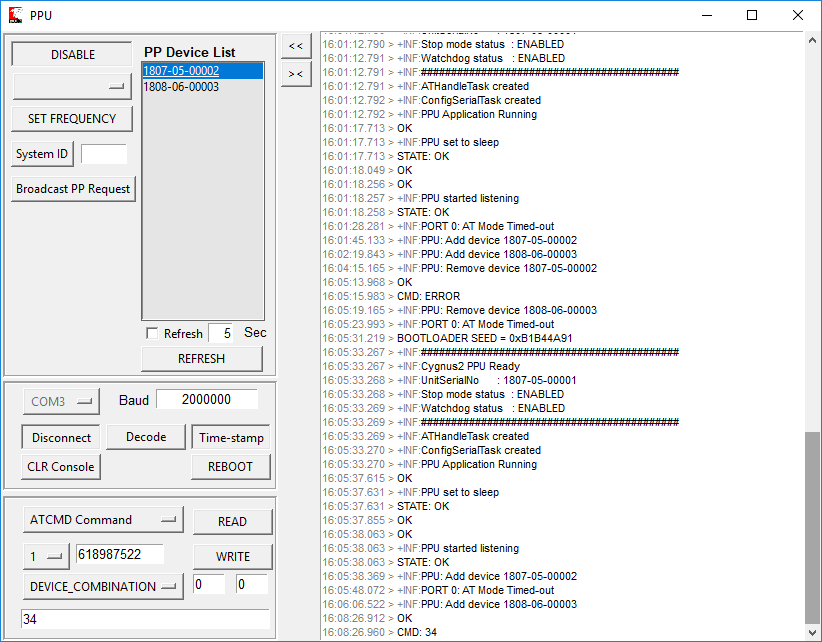 PPU
DISABLE
SET FREQUENCY
System ID
Broadcast PP Request
PP Device List
1807-05-00002
1808-06-00003
Refresh 5 Sec
REFRESH
<<
><
COM3 Baud 2000000
Disconnect Decode Time-stamp
CLR Console REBOOT
ATCMD Command READ
1 618987522 WRITE
DEVICE_COMBINATION 0 0
34
16:01:12.790 > +INF:Stop mode status : ENABLED
16:01:12.791 > +INF:Watchdog status : ENABLED
16:01:12.791 > +INF:###########################################
16:01:12.791 > +INF:ATHandleTask created
16:01:12.792 > +INF:ConfigSerialTask created
16:01:12.792 > +INF:PPU Application Running
16:01:17.713 > OK
16:01:17.713 > +INF:PPU set to sleep
16:01:17.713 > STATE: OK
16:01:18.049 > OK
16:01:18.256 > OK
16:01:18.257 > +INF:PPU started listening
16:01:18.258 > STATE: OK
16:01:28.281 > +INF:PORT 0: AT Mode Timed-out
16:01:45.133 > +INF:PPU: Add device 1807-05-00002
16:02:19.843 > +INF:PPU: Add device 1808-06-00003
16:04:15.165 > +INF:PPU: Remove device 1807-05-00002
16:05:13.968 > OK
16:05:15.983 > CMD: ERROR
16:05:19.165 > +INF:PPU: Remove device 1808-06-00003
16:05:23.993 > +INF:PORT 0: AT Mode Timed-out
16:05:31.219 > BOOTLOADER SEED = 0xB1B44A91
16:05:33.267 > +INF:###########################################
16:05:33.267 > +INF:Cygnus2 PPU Ready
16:05:33.268 > +INF:UnitSerialNo : 1807-05-00001
16:05:33.268 > +INF:Stop mode status : ENABLED
16:05:33.269 > +INF:Watchdog status : ENABLED
16:05:33.269 > +INF:###########################################
16:05:33.269 > +INF:ATHandleTask created
16:05:33.270 > +INF:ConfigSerialTask created
16:05:33.270 > +INF:PPU Application Running
16:05:37.615 > OK
16:05:37.631 > +INF:PPU set to sleep
16:05:37.631 > STATE: OK
16:05:37.855 > OK
16:05:38.063 > OK
16:05:38.063 > +INF:PPU started listening
16:05:38.063 > STATE: OK
16:05:38.369 > +INF:PPU: Add device 1807-05-00002
16:05:48.072 > +INF:PORT 0: AT Mode Timed-out
16:06:06.522 > +INF:PPU: Add device 1808-06-00003
16:08:26.912 > OK
16:08:26.960 > CMD: 34